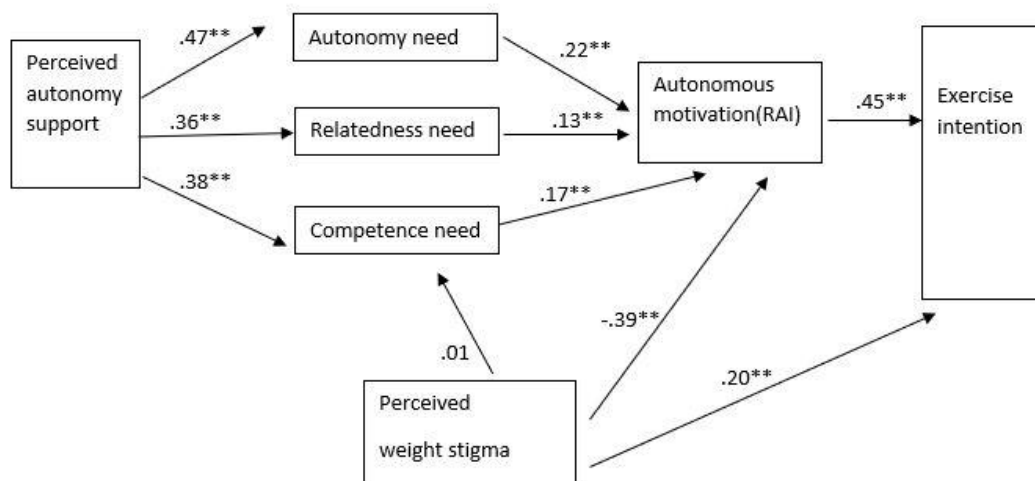 .47**
Autonomy need
.22**
Perceived
autonomy
support
.36**
Relatedness need
.13**
Autonomous
motivation(RAI)
.45**
Exercise
intention
.38**
Competence need
.17**
.01
-.39**
.20**
Perceived
weight stigma